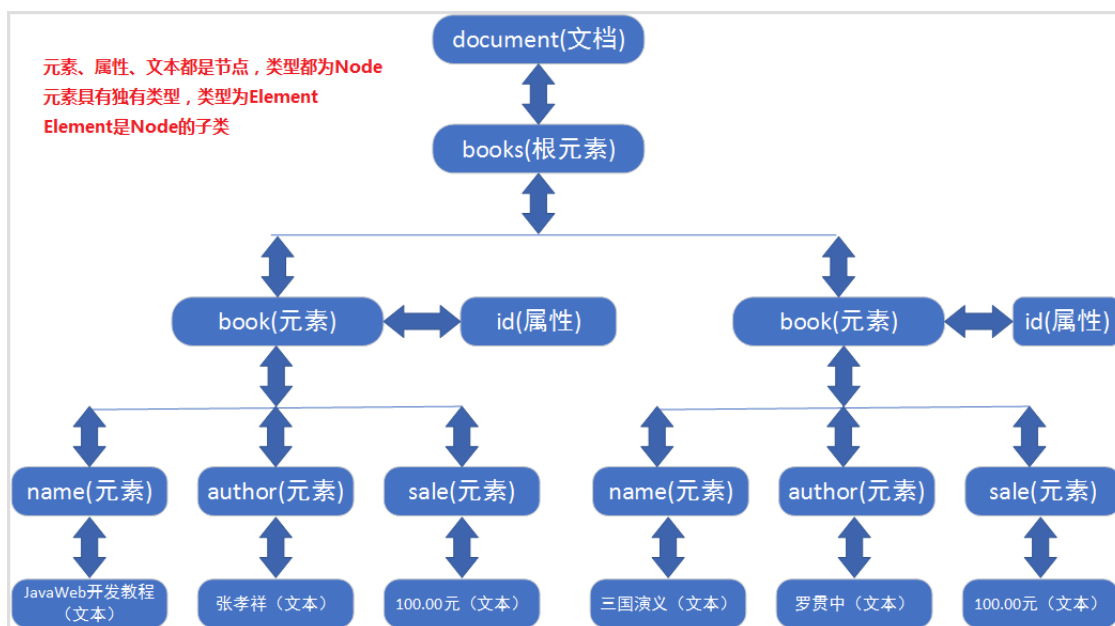 document(文档)
元素、属性、文本都是节点，类型都为Node
元素具有独有类型，类型为Element
Element是Node的子类
books(根元素)
book(元素)
id(属性)
book(元素)
id(属性)
name(元素)
author(元素)
sale(元素)
name(元素)
author(元素)
sale(元素)
JavaWeb开发教程
（文本）
张孝祥（文本）
100.00元（文本）
三国演义（文本）
罗贯中（文本）
100.00元（文本）